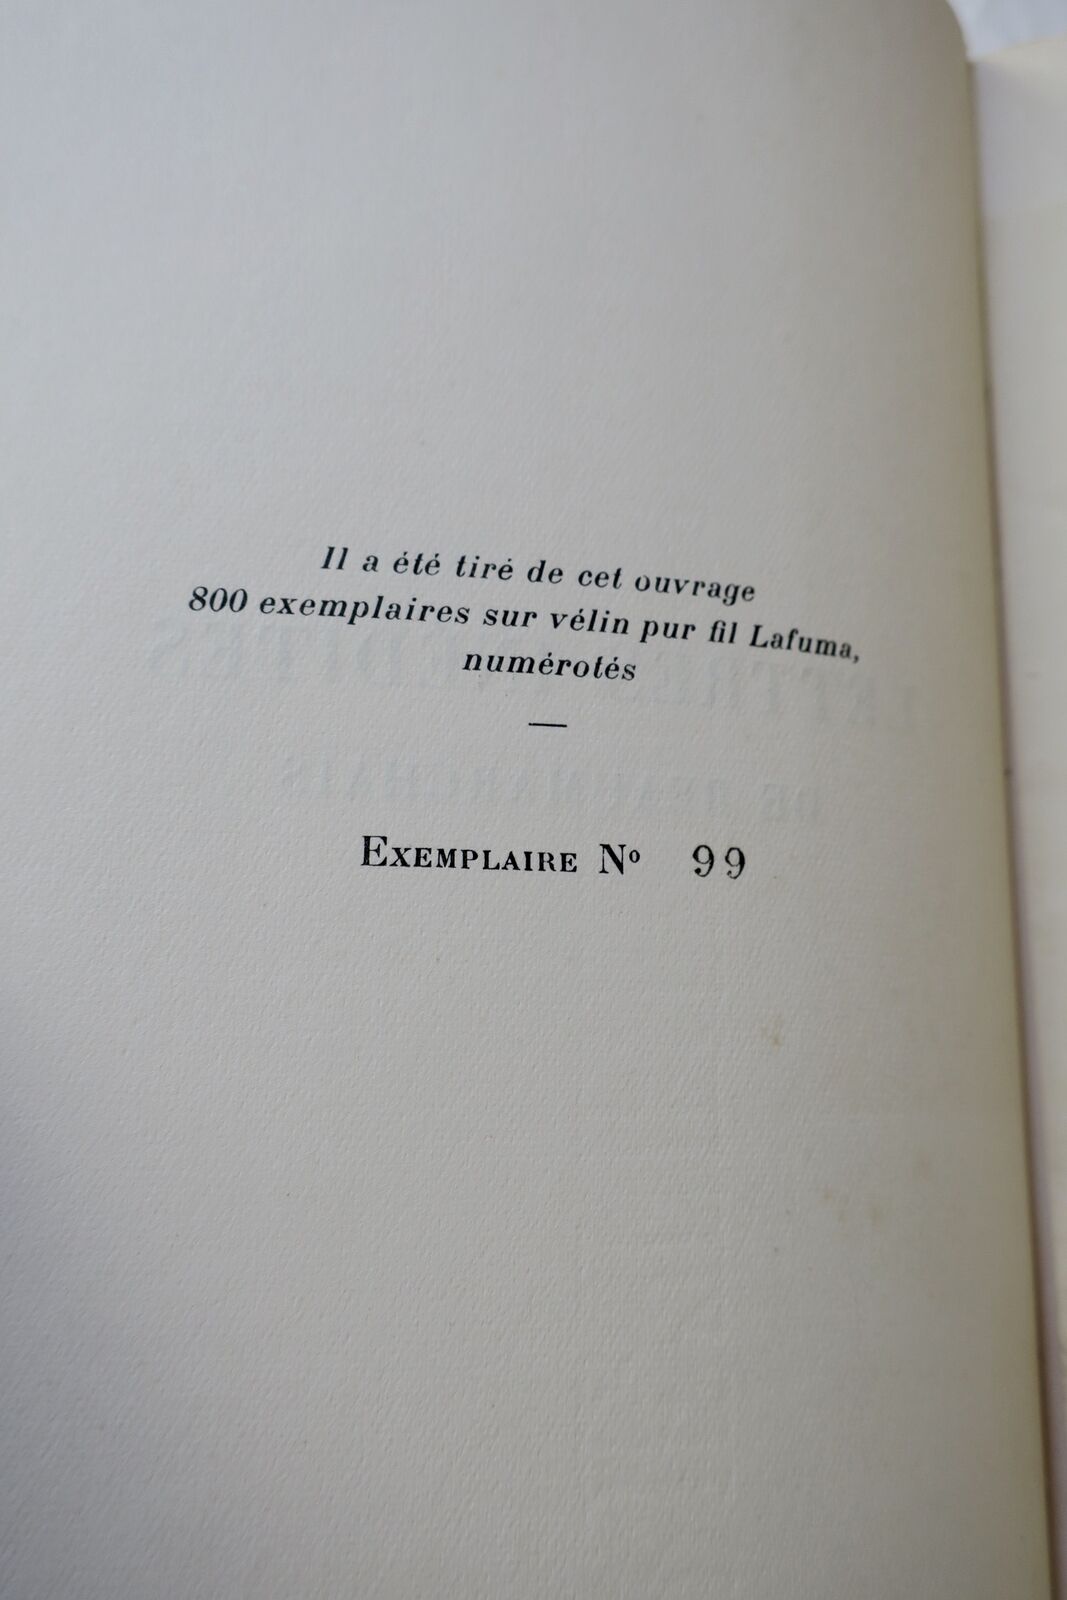 Il a été tiré de cet ouvrage
800 exemplaires sur vélin pur fil Lafuma,
numérotés
EXEMPLAIRE Nº 99